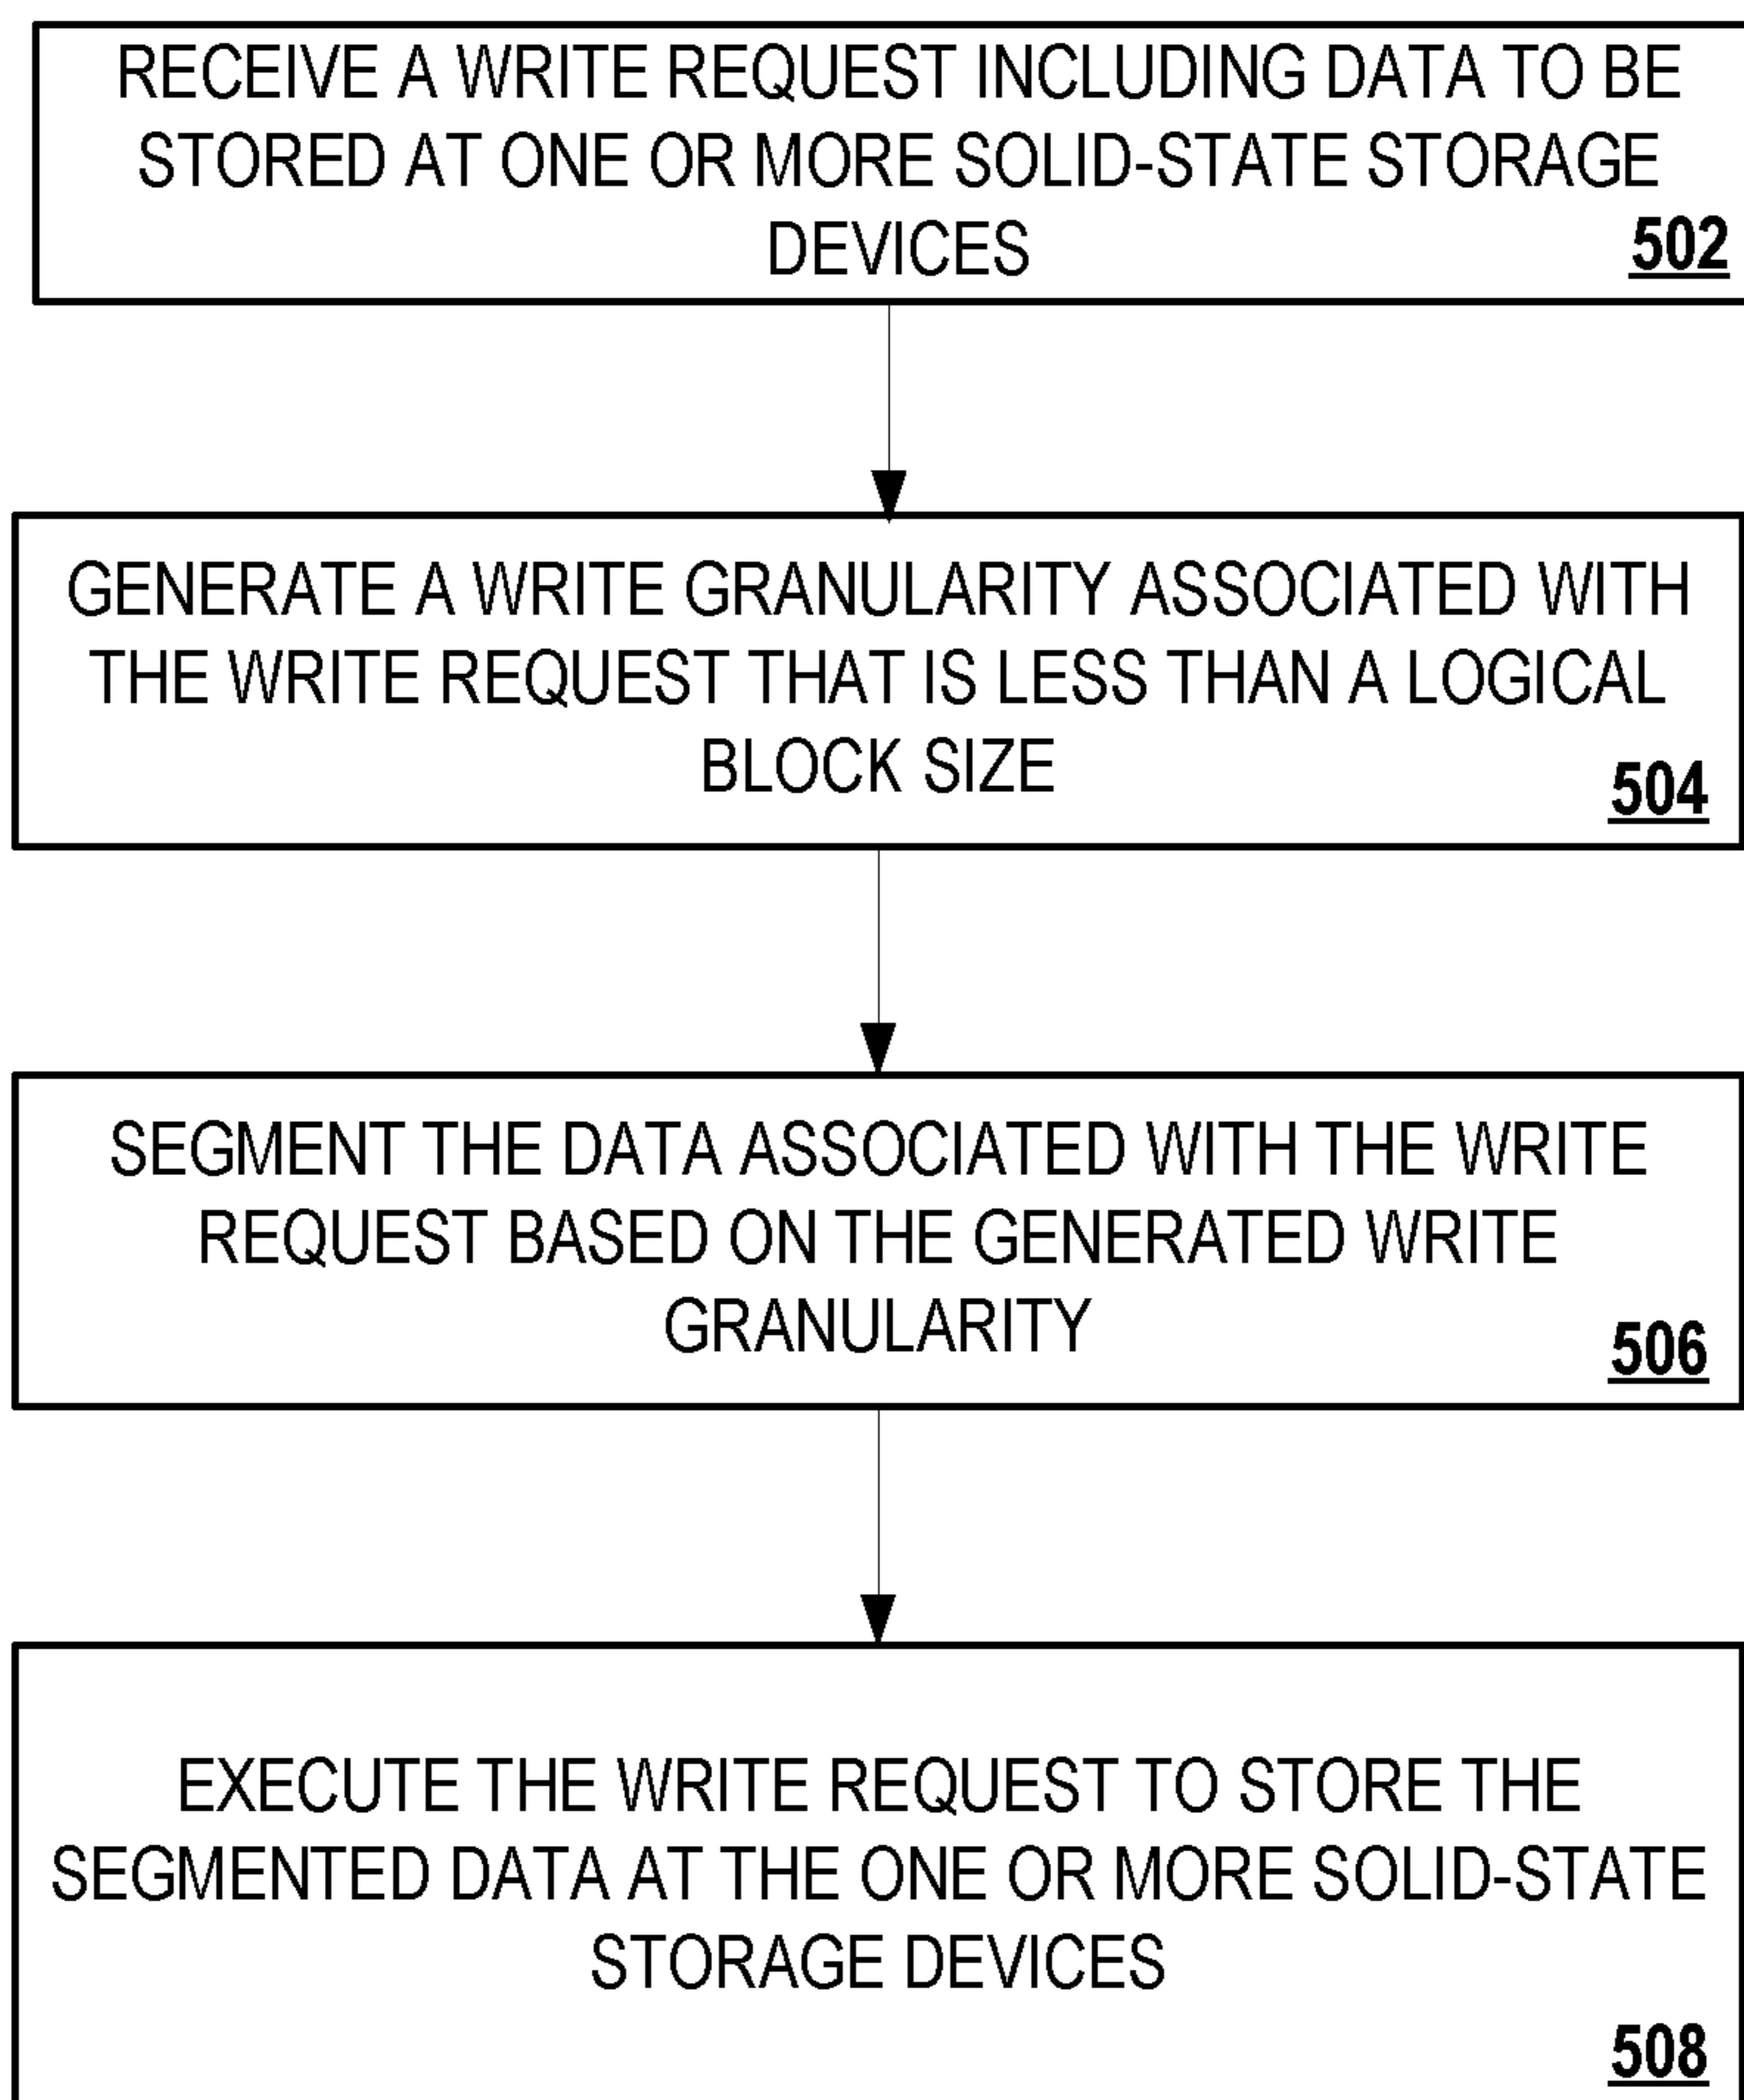 RECEIVE A WRITE REQUEST INCLUDING DATA TO BE
STORED AT ONE OR MORE SOLID-STATE STORAGE
DEVICES
502
GENERATE A WRITE GRANULARITY ASSOCIATED WITH
THE WRITE REQUEST THAT IS LESS THAN A LOGICAL
BLOCK SIZE
504
SEGMENT THE DATA ASSOCIATED WITH THE WRITE
REQUEST BASED ON THE GENERATED WRITE
GRANULARITY
506
EXECUTE THE WRITE REQUEST TO STORE THE
SEGMENTED DATA AT THE ONE OR MORE SOLID-STATE
STORAGE DEVICES
508